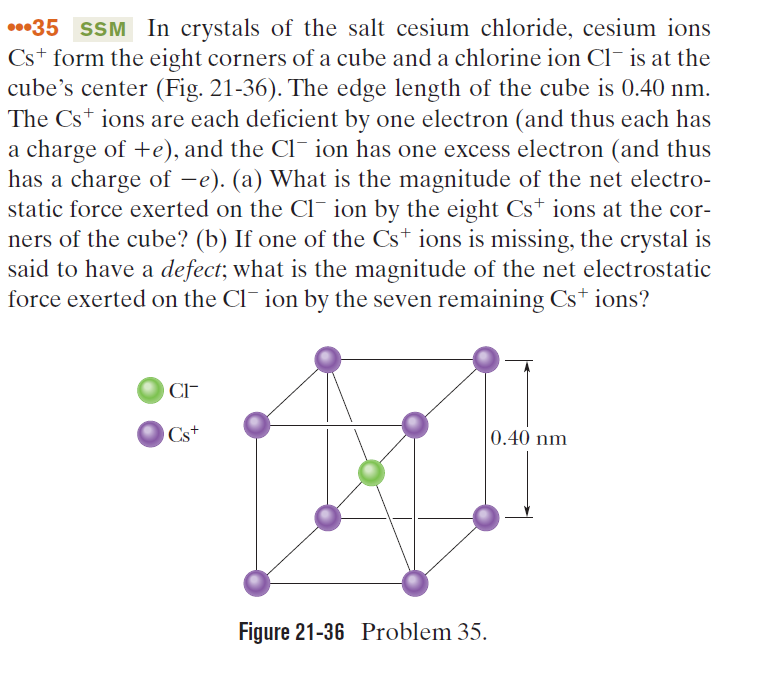 •••35 SSM In crystals of the salt cesium chloride, cesium ions
Cs⁺ form the eight corners of a cube and a chlorine ion Cl⁻ is at the
cube's center (Fig. 21-36). The edge length of the cube is 0.40 nm.
The Cs⁺ ions are each deficient by one electron (and thus each has
a charge of +e), and the Cl⁻ ion has one excess electron (and thus
has a charge of −e). (a) What is the magnitude of the net electro-
static force exerted on the Cl⁻ ion by the eight Cs⁺ ions at the cor-
ners of the cube? (b) If one of the Cs⁺ ions is missing, the crystal is
said to have a defect; what is the magnitude of the net electrostatic
force exerted on the Cl⁻ ion by the seven remaining Cs⁺ ions?
Cl⁻
Cs⁺
0.40 nm
Figure 21-36 Problem 35.